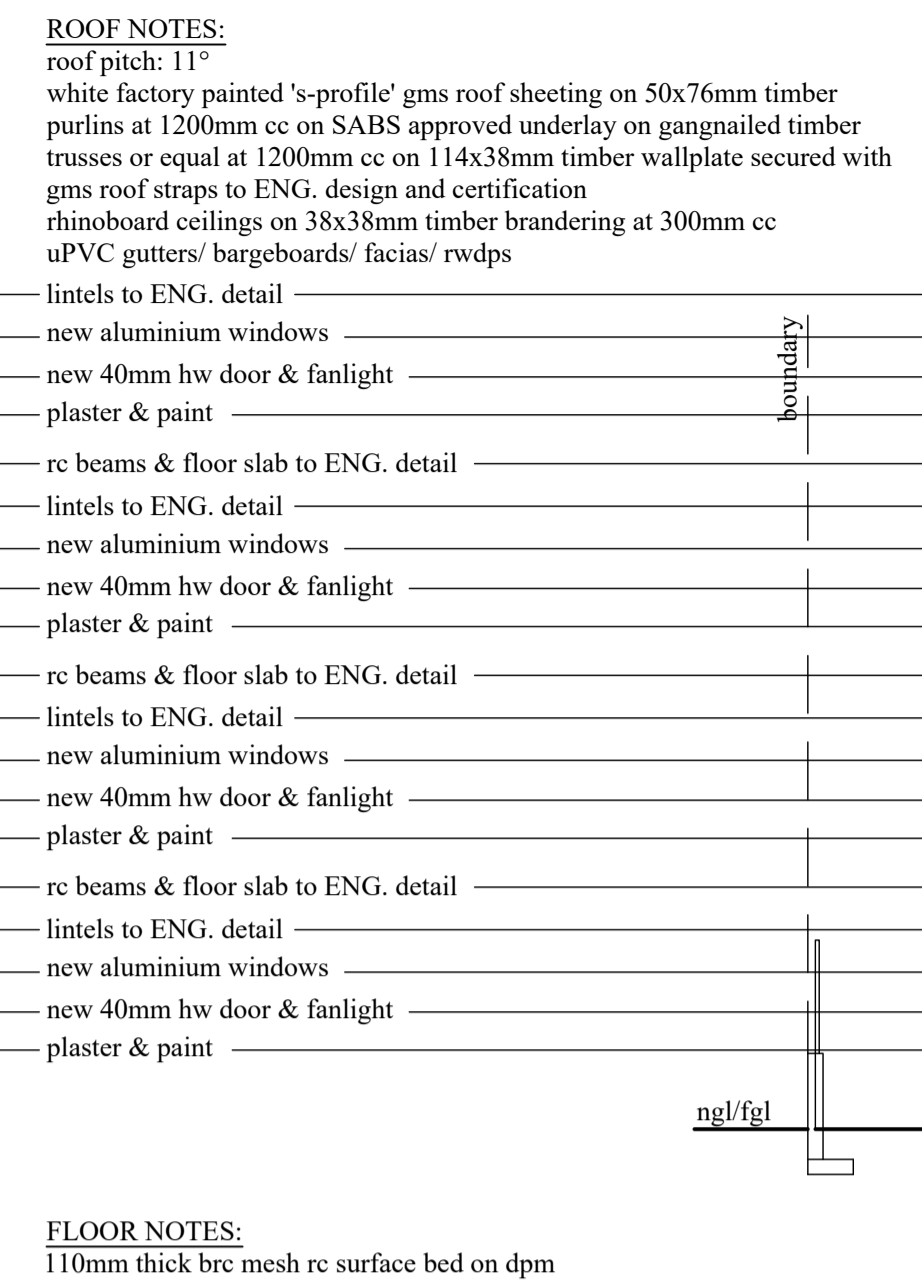 ROOF NOTES:
roof pitch: 11°
white factory painted 's-profile' gms roof sheeting on 50x76mm timber
purlins at 1200mm cc on SABS approved underlay on gangnailed timber
trusses or equal at 1200mm cc on 114x38mm timber wallplate secured with
gms roof straps to ENG. design and certification
rhinoboard ceilings on 38x38mm timber brandering at 300mm cc
uPVC gutters/ bargeboards/ facias/ rwdps
lintels to ENG. detail
new aluminium windows
new 40mm hw door & fanlight
plaster & paint
boundary
rc beams & floor slab to ENG. detail
lintels to ENG. detail
new aluminium windows
new 40mm hw door & fanlight
plaster & paint
rc beams & floor slab to ENG. detail
lintels to ENG. detail
new aluminium windows
new 40mm hw door & fanlight
plaster & paint
rc beams & floor slab to ENG. detail
lintels to ENG. detail
new aluminium windows
new 40mm hw door & fanlight
plaster & paint
ngl/fgl
FLOOR NOTES:
110mm thick brc mesh rc surface bed on dpm